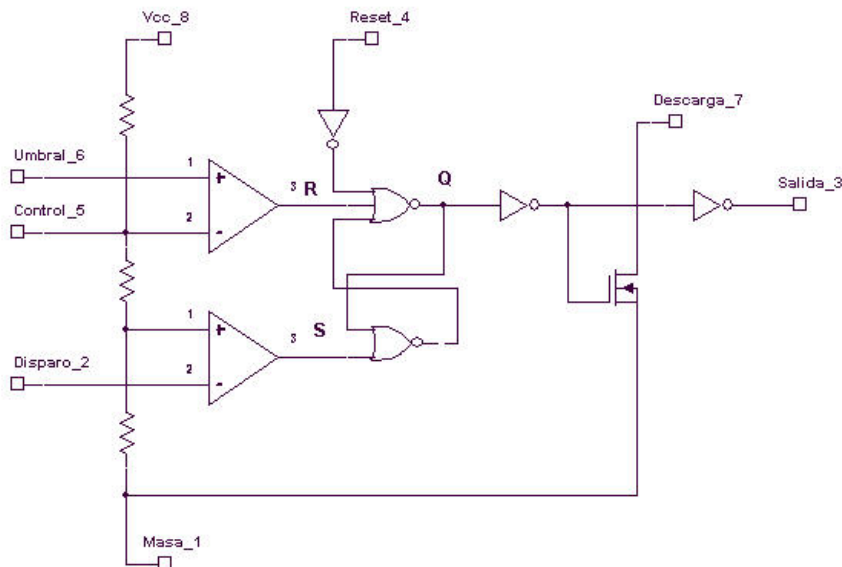 Vcc_8
Reset_4
Descarga_7
Umbral_6
1
+
3
R
Q
Salida_3
Control_5
2
-
1
+
3
S
Disparo_2
2
-
Masa_1